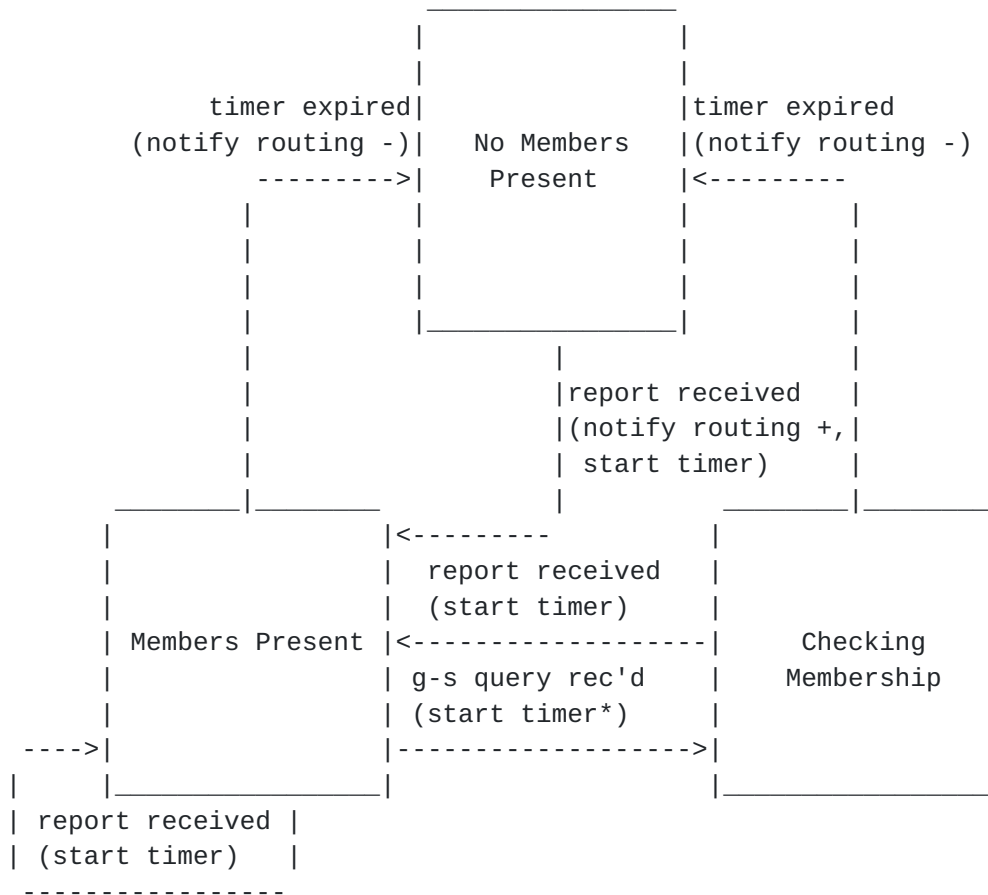 timer expired timer expired
(notify routing -) No Members (notify routing -)
Present
report received
(notify routing +,
start timer)
report received
(start timer)
Members Present Checking
g-s query rec'd Membership
(start timer*)
report received
(start timer)